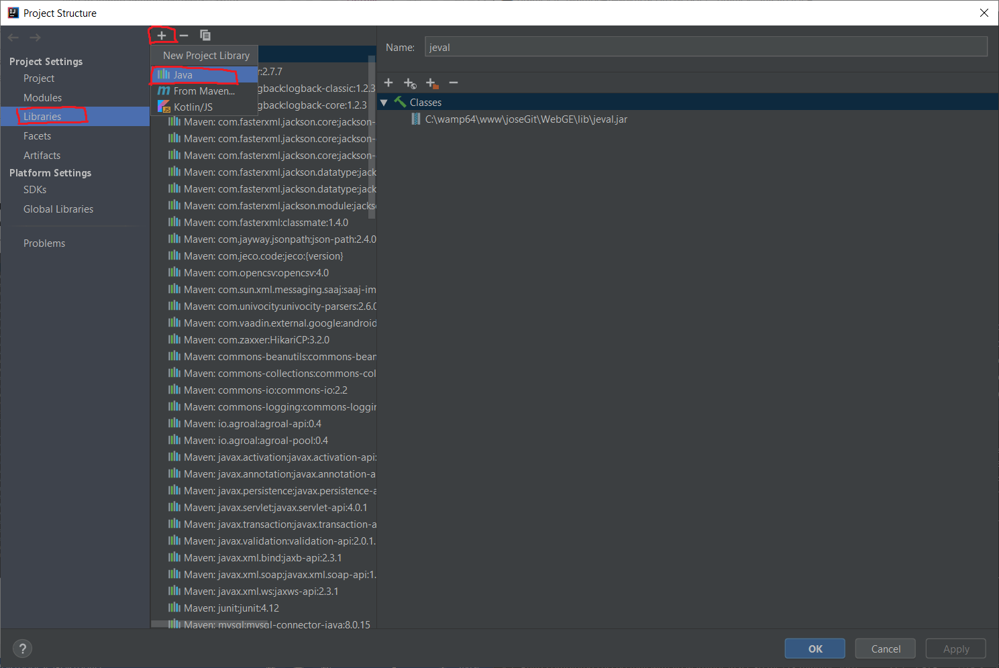 Project Structure
Project Settings
Project
Modules
Libraries
Facets
Artifacts
Platform Settings
SDKs
Global Libraries
Problems
New Project Library
Java
From Maven...
Kotlin/JS
r:2.7.7
gback:logback-classic:1.2.3
gback:logback-core:1.2.3
Maven: com.fasterxml.jackson.core:jackson-
Maven: com.fasterxml.jackson.core:jackson-
Maven: com.fasterxml.jackson.core:jackson-
Maven: com.fasterxml.jackson.datatype:jack
Maven: com.fasterxml.jackson.datatype:jack
Maven: com.fasterxml.jackson.module:jacks
Maven: com.fasterxml:classmate:1.4.0
Maven: com.jayway.jsonpath:json-path:2.4.0
Maven: com.jeco.code:jeco:{version}
Maven: com.opencsv:opencsv:4.0
Maven: com.sun.xml.messaging.saaj:saaj-im
Maven: com.univocity:univocity-parsers:2.6.0
Maven: com.vaadin.external.google:android
Maven: com.zaxxer:HikariCP:3.2.0
Maven: commons-beanutils:commons-bean
Maven: commons-collections:commons-col
Maven: commons-io:commons-io:2.2
Maven: commons-logging:commons-loggin
Maven: io.agroal:agroal-api:0.4
Maven: io.agroal:agroal-pool:0.4
Maven: javax.activation:javax.activation-api:
Maven: javax.annotation:javax.annotation-a
Maven: javax.persistence:javax.persistence-a
Maven: javax.servlet:javax.servlet-api:4.0.1
Maven: javax.transaction:javax.transaction-a
Maven: javax.validation:validation-api:2.0.1.
Maven: javax.xml.bind:jaxb-api:2.3.1
Maven: javax.xml.soap:javax.xml.soap-api:1.
Maven: javax.xml.ws:jaxws-api:2.3.1
Maven: junit:junit:4.12
Maven: mysql:mysql-connector-java:8.0.15
Name: jeval
Classes
C:\wamp64\www\joseGit\WebGE\lib\jeval.jar
?
OK
Cancel
Apply